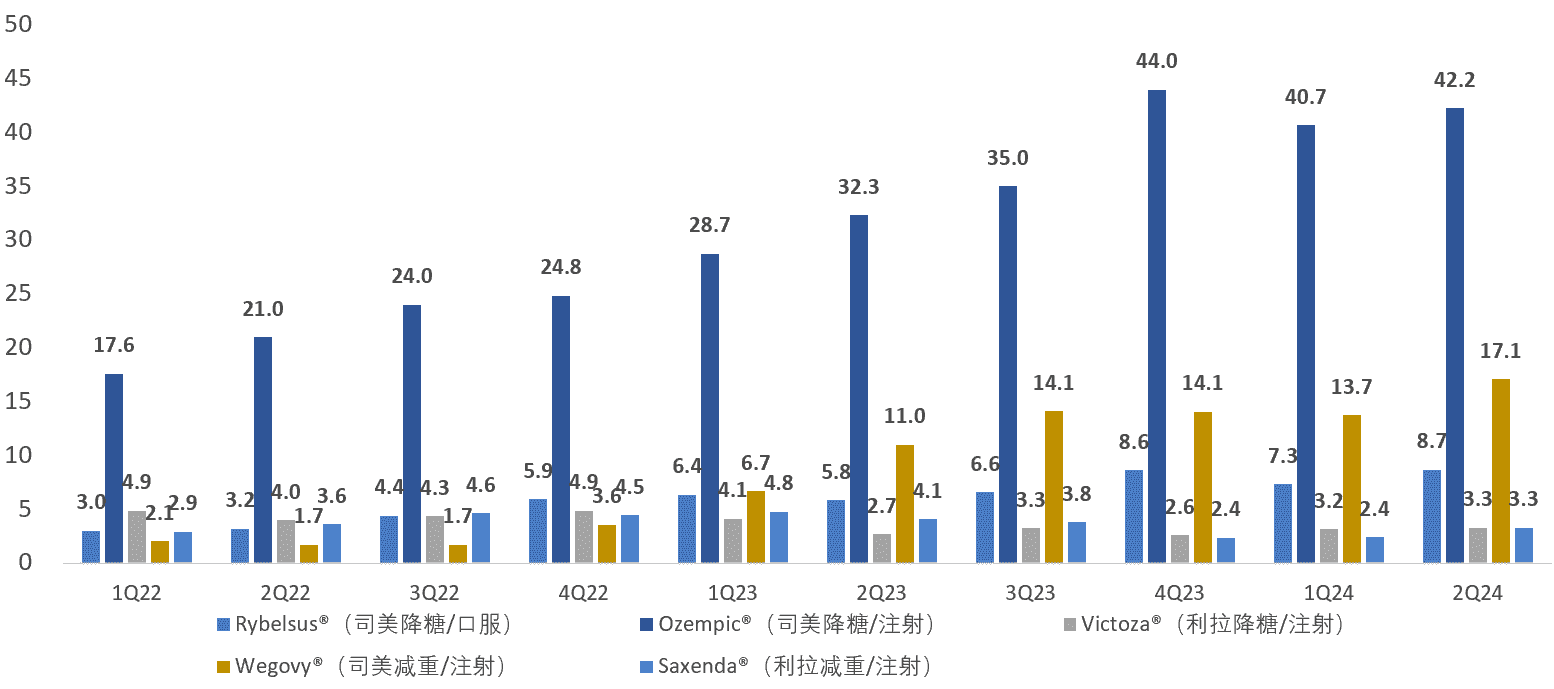 50
45
40
35
30
25
20
15
10
5
0
3.0 17.6 4.9 2.1 2.9
3.2 21.0 4.0 1.7 3.6
4.4 24.0 4.3 1.7 4.6
5.9 24.8 4.9 3.6 4.5
6.4 28.7 4.1 6.7 4.8
5.8 32.3 2.7 11.0 4.1
6.6 35.0 3.3 14.1 3.8
8.6 44.0 2.6 14.1 2.4
7.3 40.7 3.2 13.7 2.4
8.7 42.2 3.3 17.1 3.3
1Q22 2Q22 3Q22 4Q22 1Q23 2Q23 3Q23 4Q23 1Q24 2Q24
Rybelsus®（司美降糖/口服） Ozempic®（司美降糖/注射） Victoza®（利拉降糖/注射）
Wegovy®（司美减重/注射） Saxenda®（利拉减重/注射）